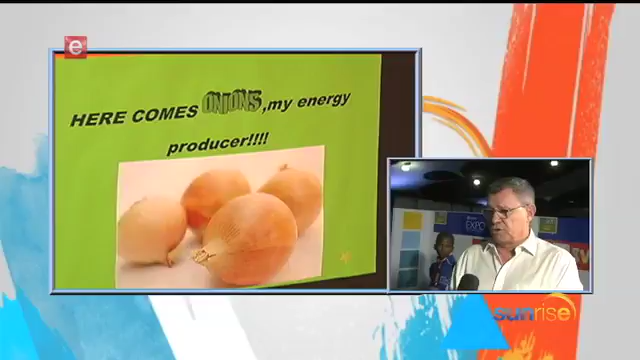 e
HERE COMES ONIONS,my energy
producer!!!!
EXPO
sunrise